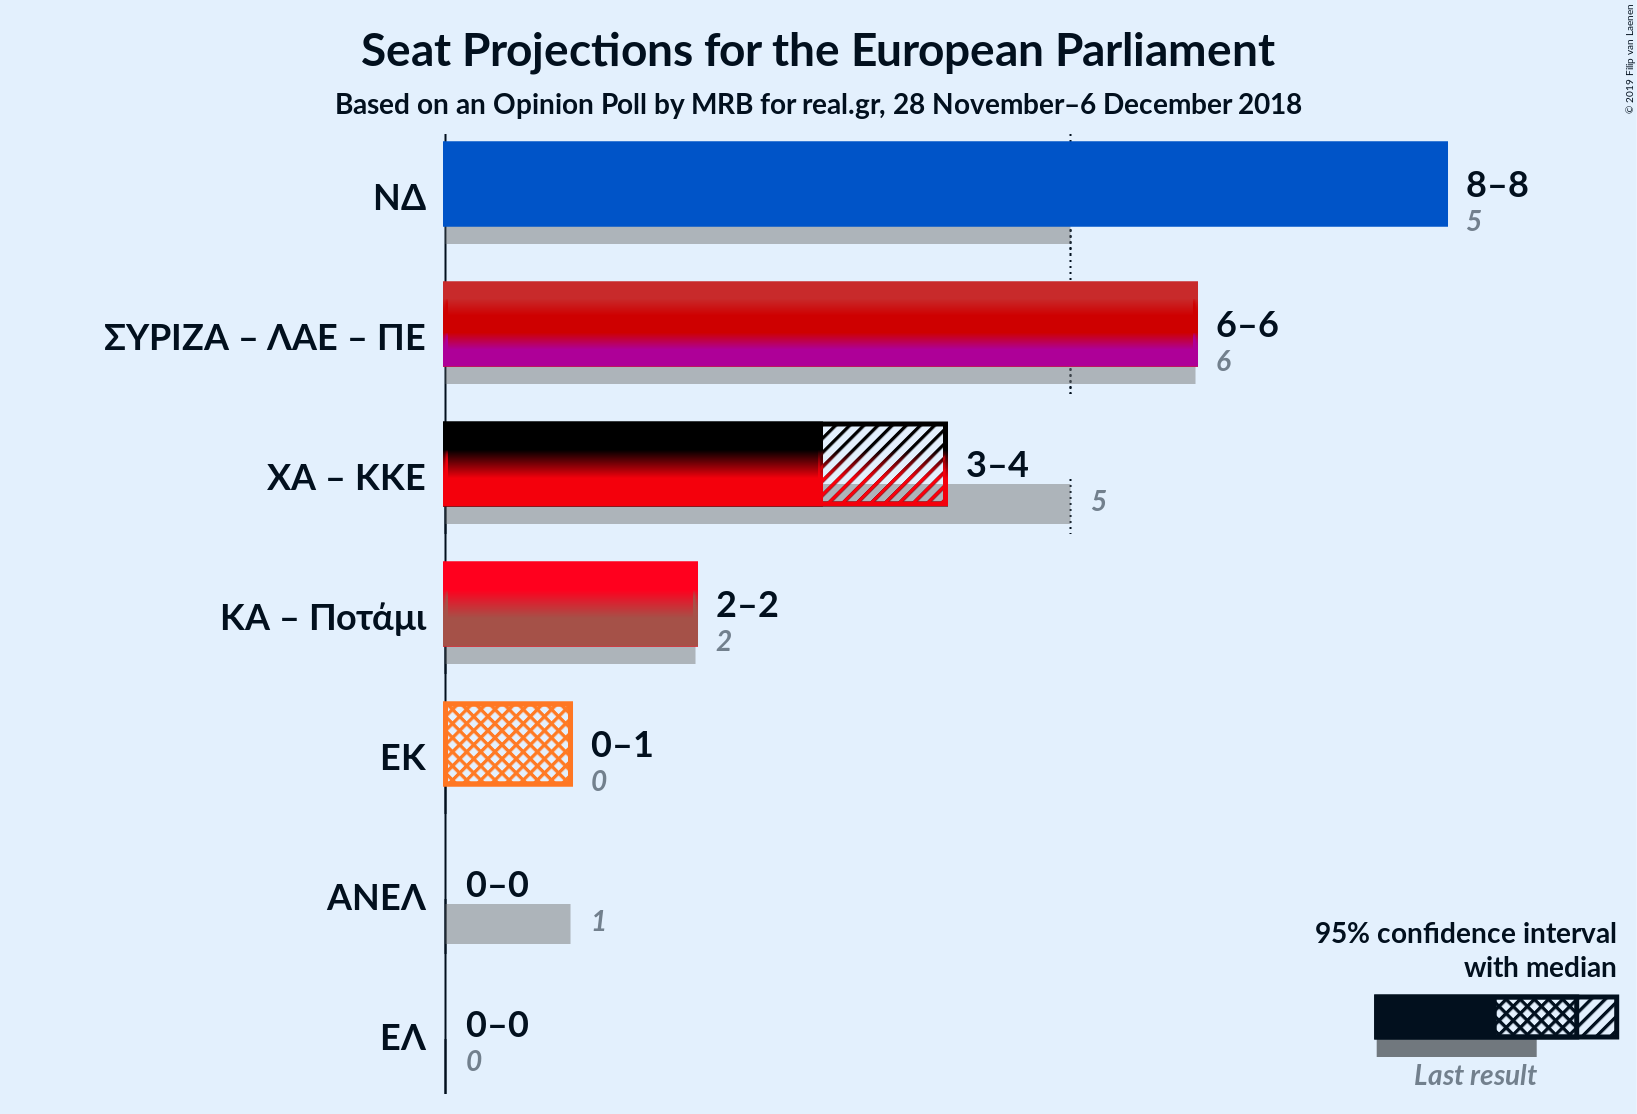 Seat Projections for the European Parliament
Based on an Opinion Poll by MRB for real.gr, 28 November–6 December 2018
© 2019 Filip van Laenen
ΝΔ
8–8
5
ΣΥΡΙΖΑ – ΛΑΕ – ΠΕ
6–6
6
ΧΑ – ΚΚΕ
3–4
5
ΚΑ – Ποτάμι
2–2
2
ΕΚ
0–1
0
ΑΝΕΛ
0–0
1
ΕΛ
0–0
0
95% confidence interval
with median
Last result